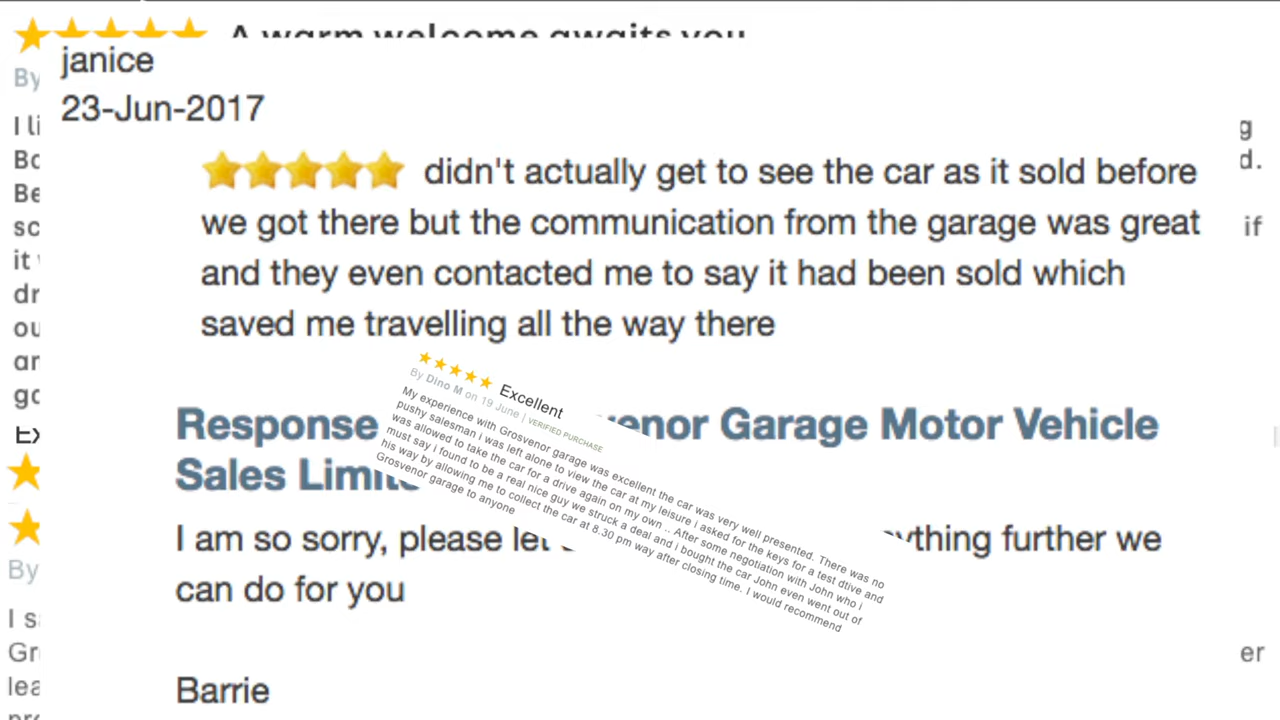 A warm welcome awaits you
By
janice
23-Jun-2017
didn't actually get to see the car as it sold before
we got there but the communication from the garage was great
and they even contacted me to say it had been sold which
saved me travelling all the way there
Response
Garage Motor Vehicle
Sales
I am so sorry, please let
further we
can do for you
Barrie
Excellent
By Dino M on 19 June | VERIFIED PURCHASE
My experience with Grosvenor garage was excellent the car was very well presented. There was no
pushy salesman i was left alone to view the car at my leisure i asked for the keys for a test dtive and
was allowed to take the car for a drive again on my own .. After some negotiation with John who i
must say i found to be a real nice guy we struck a deal and i bought the car John even went out of
his way by allowing me to collect the car at 8.30 pm way after closing time. I would recommend
Grosvenor garage to anyone
By